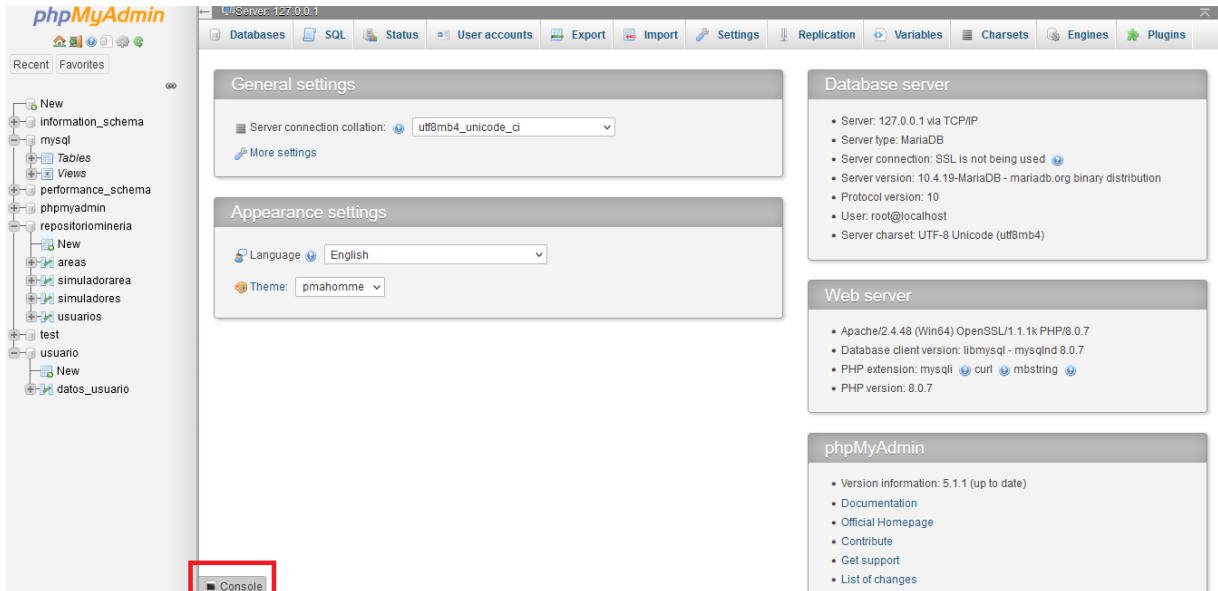 phpMyAdmin
Recent Favorites
New
information_schema
mysql
Tables
Views
performance_schema
phpmyadmin
repositoriomineria
New
areas
simuladorarea
simuladores
usuarios
test
usuario
New
datos_usuario
Server: 127.0.0.1
Databases SQL Status User accounts Export Import Settings Replication Variables Charsets Engines Plugins
General settings
Server connection collation: utf8mb4_unicode_ci
More settings
Appearance settings
Language English
Theme: pmahomme
Console
Database server
• Server: 127.0.0.1 via TCP/IP
• Server type: MariaDB
• Server connection: SSL is not being used
• Server version: 10.4.19-MariaDB - mariadb.org binary distribution
• Protocol version: 10
• User: root@localhost
• Server charset: UTF-8 Unicode (utf8mb4)
Web server
• Apache/2.4.48 (Win64) OpenSSL/1.1.1k PHP/8.0.7
• Database client version: libmysql - mysqlnd 8.0.7
• PHP extension: mysqli curl mbstring
• PHP version: 8.0.7
phpMyAdmin
• Version information: 5.1.1 (up to date)
• Documentation
• Official Homepage
• Contribute
• Get support
• List of changes